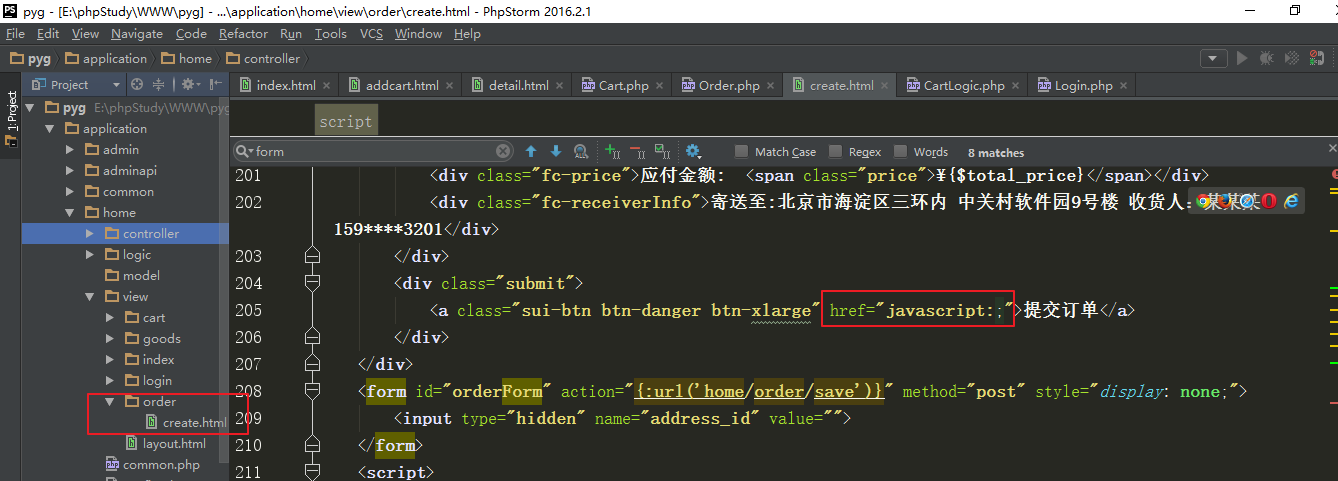 pyg - [E:\phpStudy\WWW\pyg] - ...\application\home\view\order\create.html - PhpStorm 2016.2.1
File Edit View Navigate Code Refactor Run Tools VCS Window Help
pyg application home controller
Project index.html addcart.html detail.html Cart.php Order.php create.html CartLogic.php Login.php
1: Project
pyg E:\phpStudy\WWW\pyg
application
admin
adminapi
common
home
controller
logic
model
view
cart
goods
index
login
order
create.html
layout.html
common.php
script
form Match Case Regex Words 8 matches
201 <div class="fc-price">应付金额: <span class="price">¥{$total_price}</span></div>
202 <div class="fc-receiverInfo">寄送至:北京市海淀区三环内 中关村软件园9号楼 收货人:某某某
159****3201</div>
203 </div>
204 <div class="submit">
205 <a class="sui-btn btn-danger btn-xlarge" href="javascript:;">提交订单</a>
206 </div>
207 </div>
208 <form id="orderForm" action="{:url('home/order/save')}" method="post" style="display: none;">
209 <input type="hidden" name="address_id" value="">
210 </form>
211 <script>